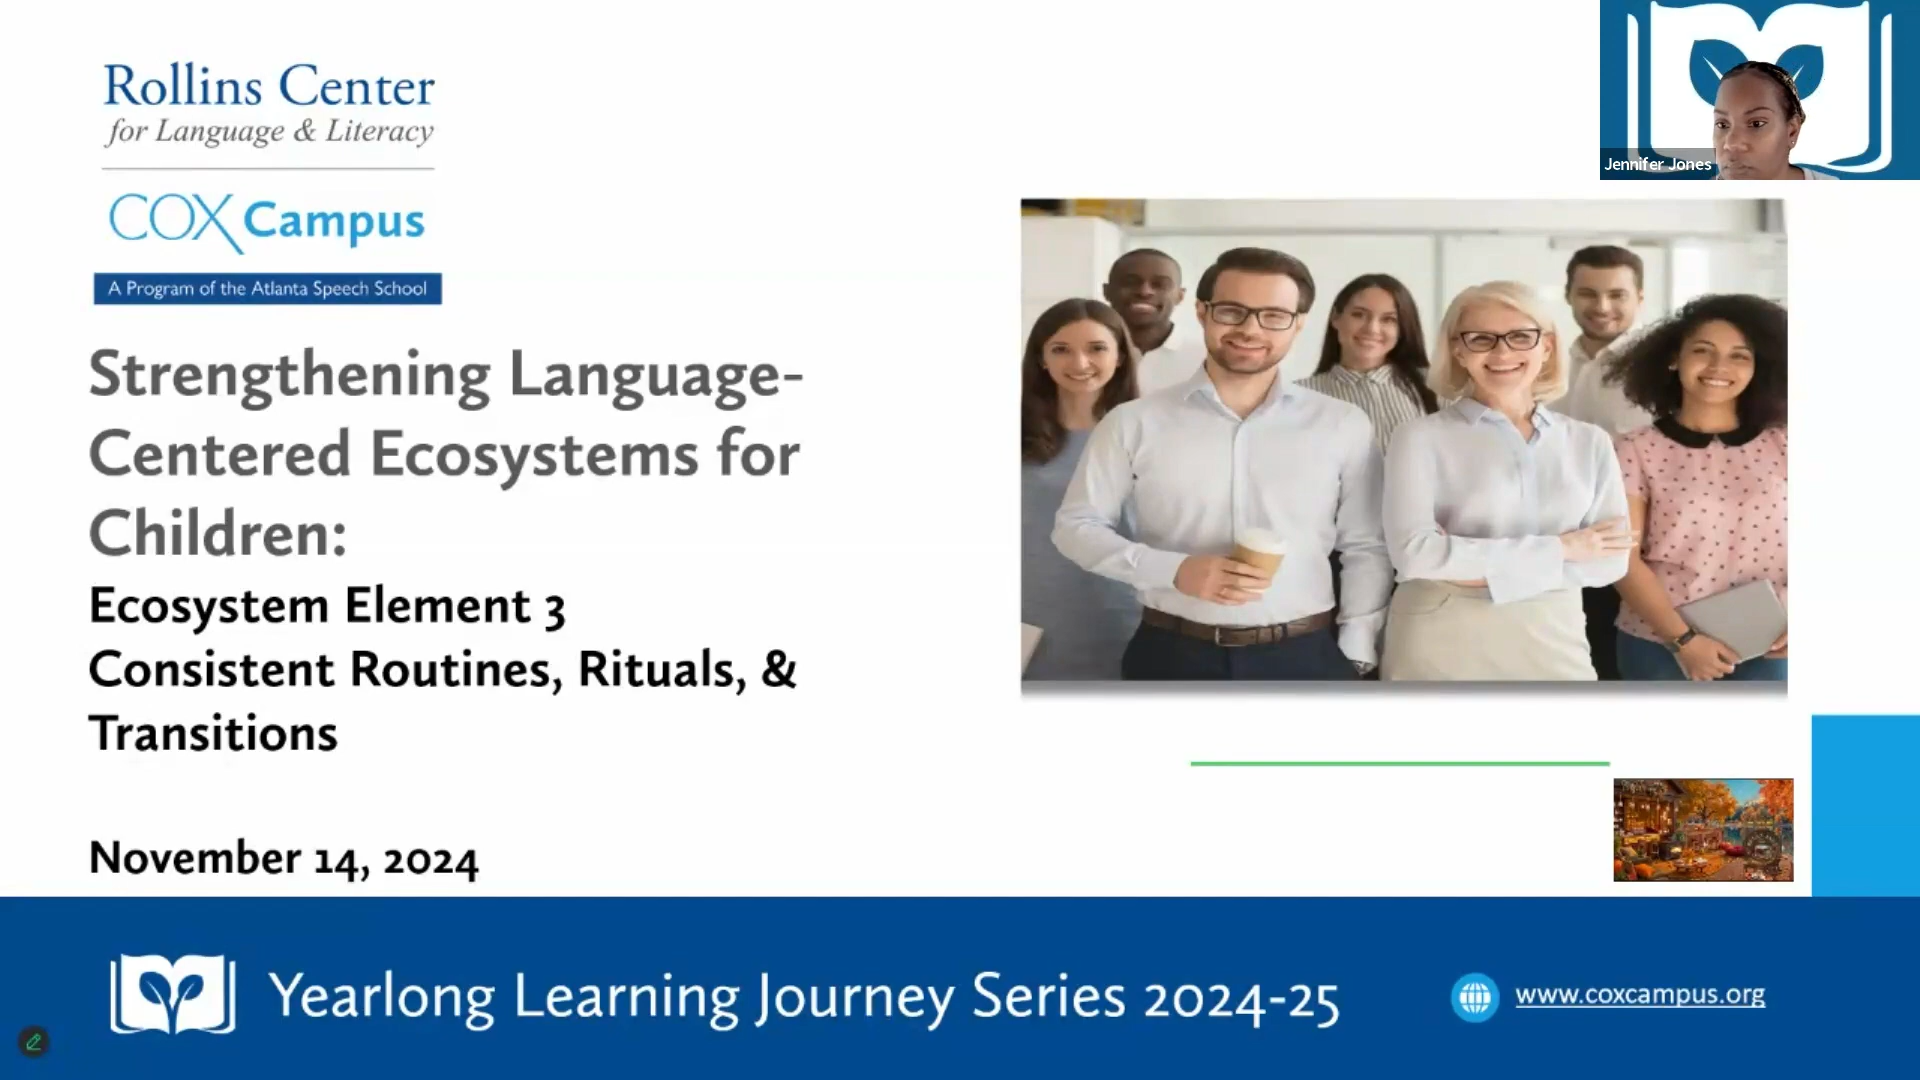 Rollins Center
for Language & Literacy
COX Campus
A Program of the Atlanta Speech School
Jennifer Jones
Strengthening Language-
Centered Ecosystems for
Children:
Ecosystem Element 3
Consistent Routines, Rituals, &
Transitions
November 14, 2024
Yearlong Learning Journey Series 2024-25
www.coxcampus.org